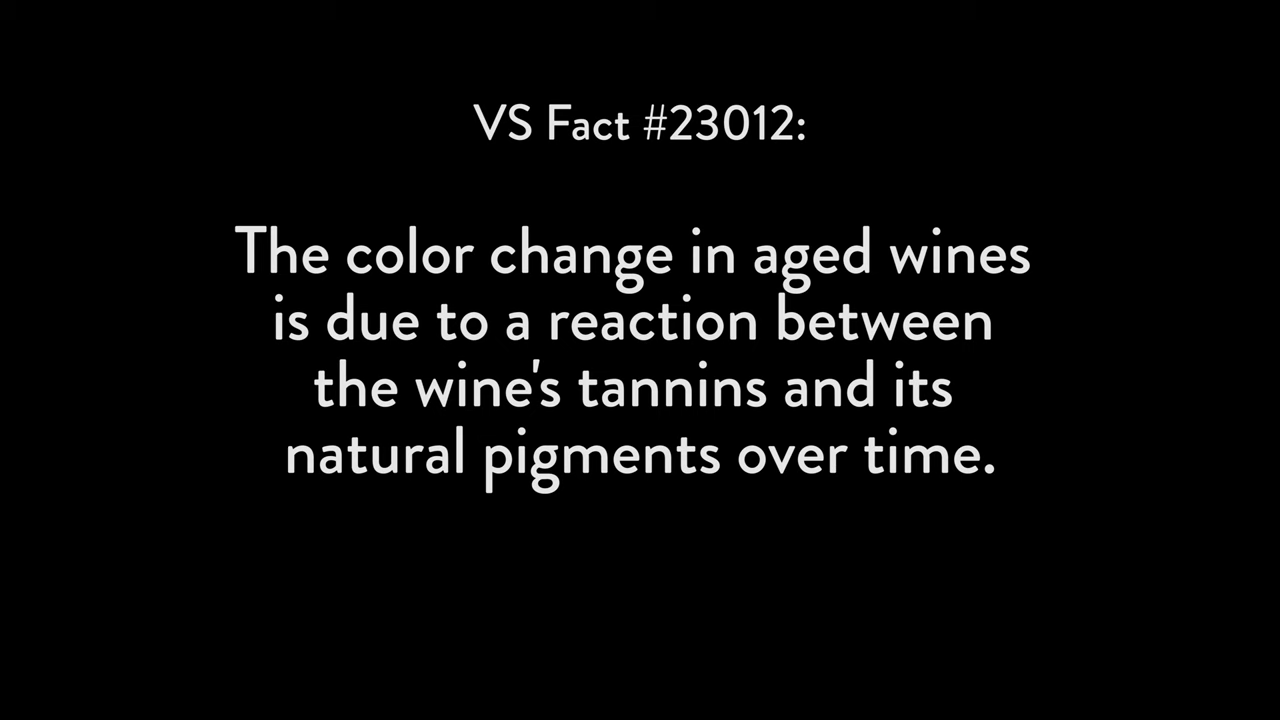 VS Fact #23012:
The color change in aged wines
is due to a reaction between
the wine's tannins and its
natural pigments over time.